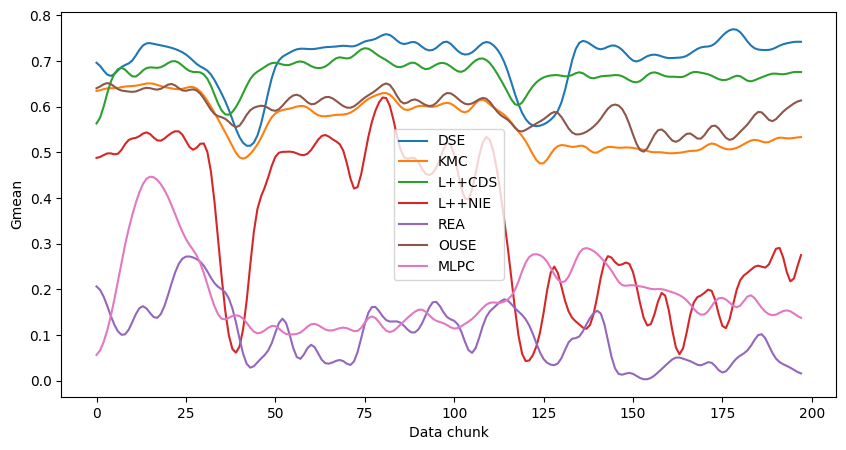 0.8
0.7
0.6
0.5
0.4
0.3
0.2
0.1
0.0
Gmean
DSE
KMC
L++CDS
L++NIE
REA
OUSE
MLPC
0 25 50 75 100 125 150 175 200
Data chunk